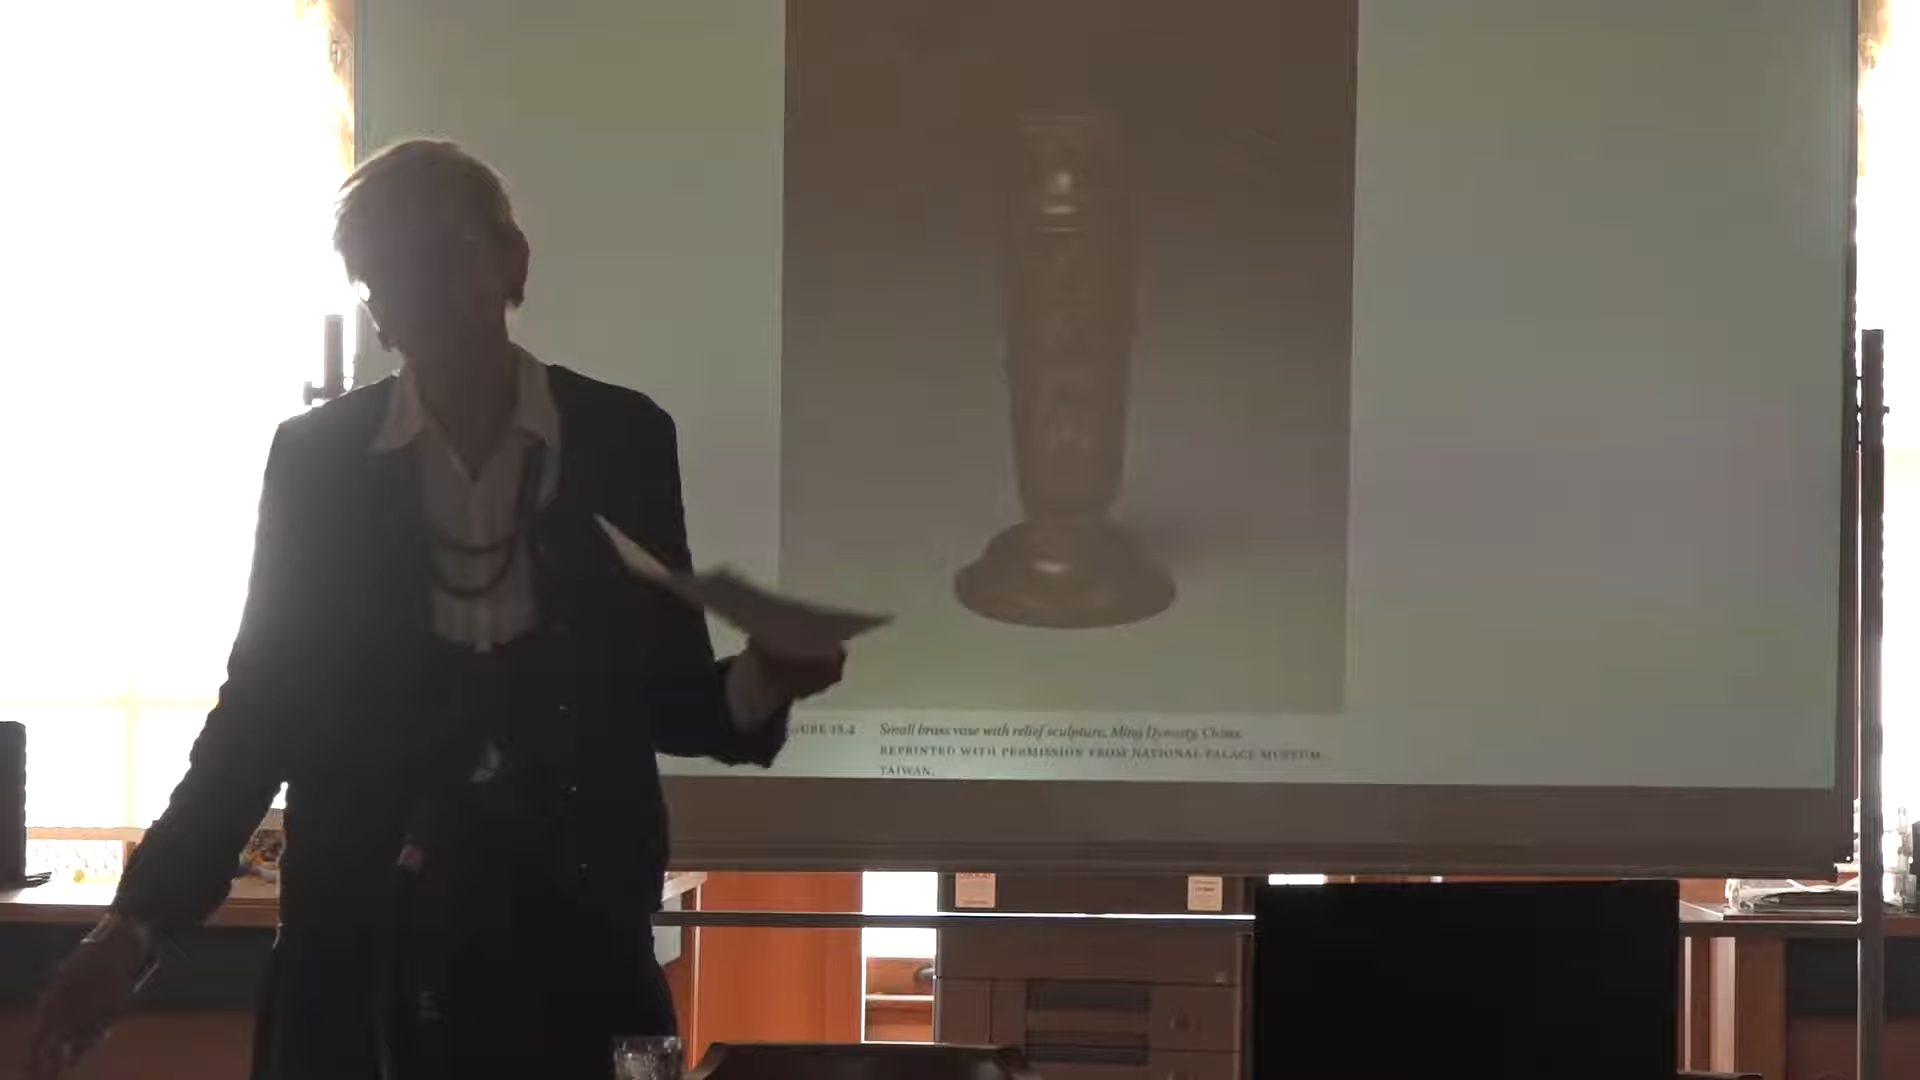 Small brass vase with relief sculpture, Ming Dynasty, China.
REPRINTED WITH PERMISSION FROM NATIONAL PALACE MUSEUM,
TAIWAN.